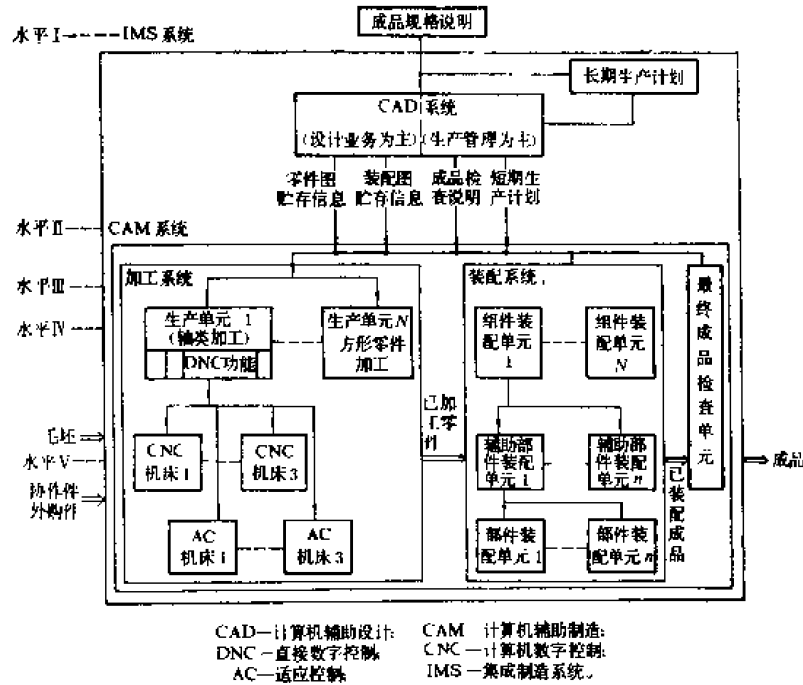 成品规格说明
水平Ⅰ IMS系统
长期生产计划
CAD系统
(设计业务为主)(生产管理为主)
零件图贮存信息
装配图贮存信息
成品检查说明
短期生产计划
水平Ⅱ CAM系统
水平Ⅲ
水平Ⅳ
加工系统
生产单元 1
(轴类加工)
DNC功能
生产单元N
方形零件
加工
CNC
机床1
CNC
机床3
AC
机床1
AC
机床3
已加工零件
装配系统
组件装
配单元
1
组件装
配单元
N
辅助部
件装配
单元1
辅助部
件装配
单元n
部件装
配单元1
部件装
配单元m
已装配成品
最终成品检查单元
毛坯
水平Ⅴ
协作件
外购件
成品
CAD—计算机辅助设计; CAM—计算机辅助制造;
DNC—直接数字控制; CNC—计算机数字控制;
AC—适应控制; IMS—集成制造系统。